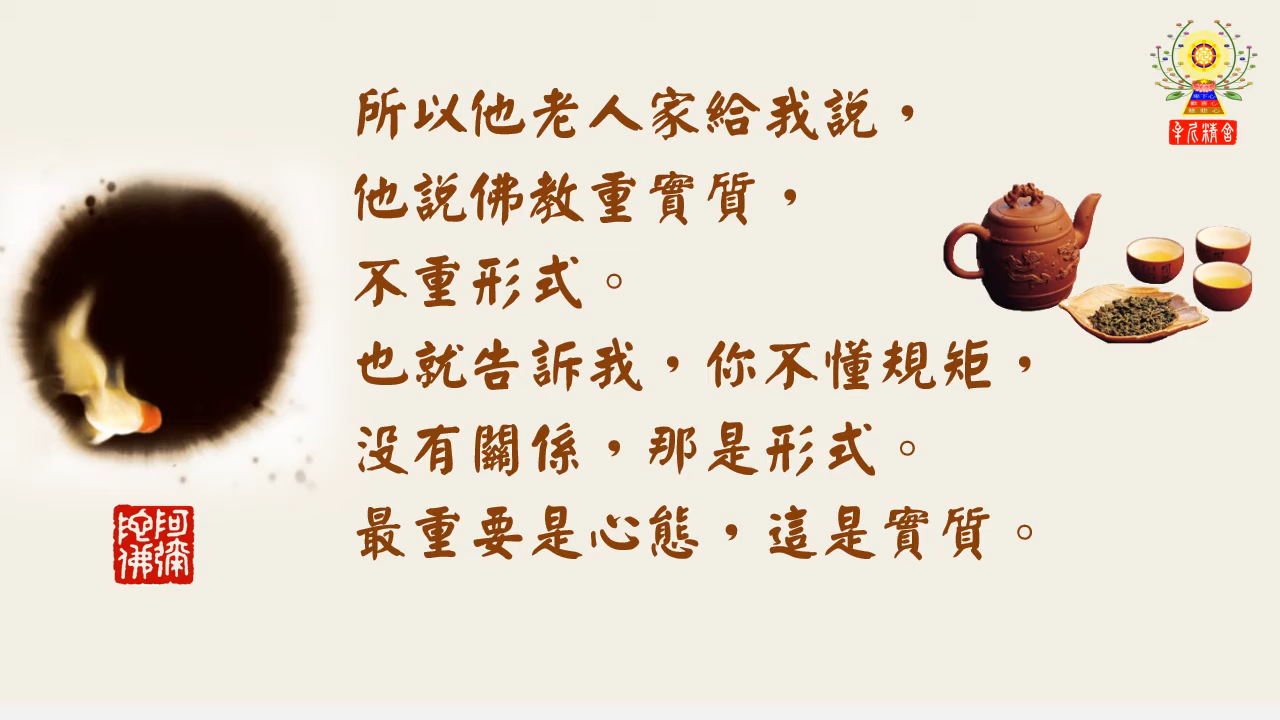 所以他老人家給我說，
他說佛教重實質，
不重形式。
也就告訴我，你不懂規矩，
没有關係，那是形式。
最重要是心態，這是實質。
阿彌陀佛